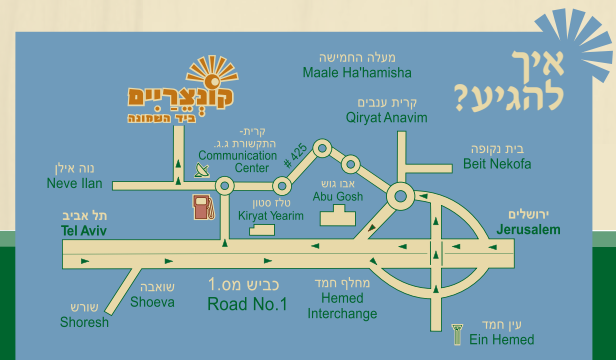 איך
להגיע?
קונצרים
ביד השמונה
מעלה החמישה
Maale Ha'hamisha
קרית ענבים
Qiryat Anavim
בית נקופה
Beit Nekofa
קרית-
התקשורת ג.ג.
Communication
Center
# 425
נוה אילן
Neve Ilan
אבו גוש
Abu Gosh
טלז סטון
Kiryat Yearim
תל אביב
Tel Aviv
ירושלים
Jerusalem
כביש מס.1
Road No.1
מחלף חמד
Hemed
Interchange
שואבה
Shoeva
שורש
Shoresh
עין חמד
Ein Hemed